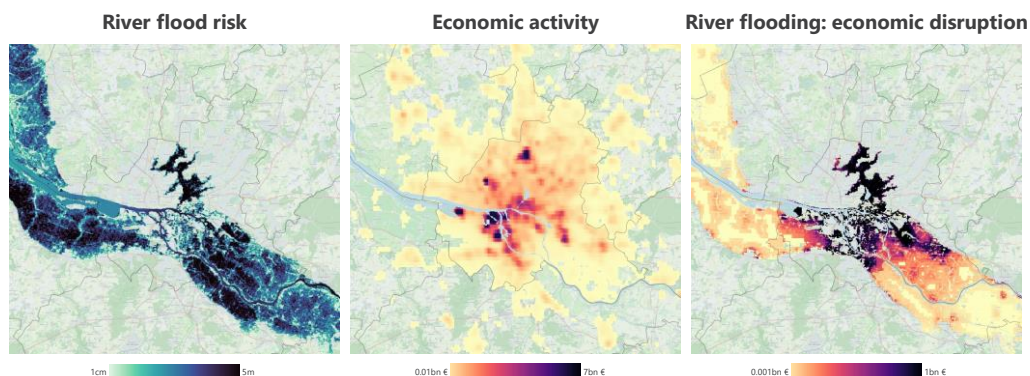 River flood risk
Economic activity
River flooding: economic disruption
1cm
5m
0.01bn €
7bn €
0.001bn €
1bn €